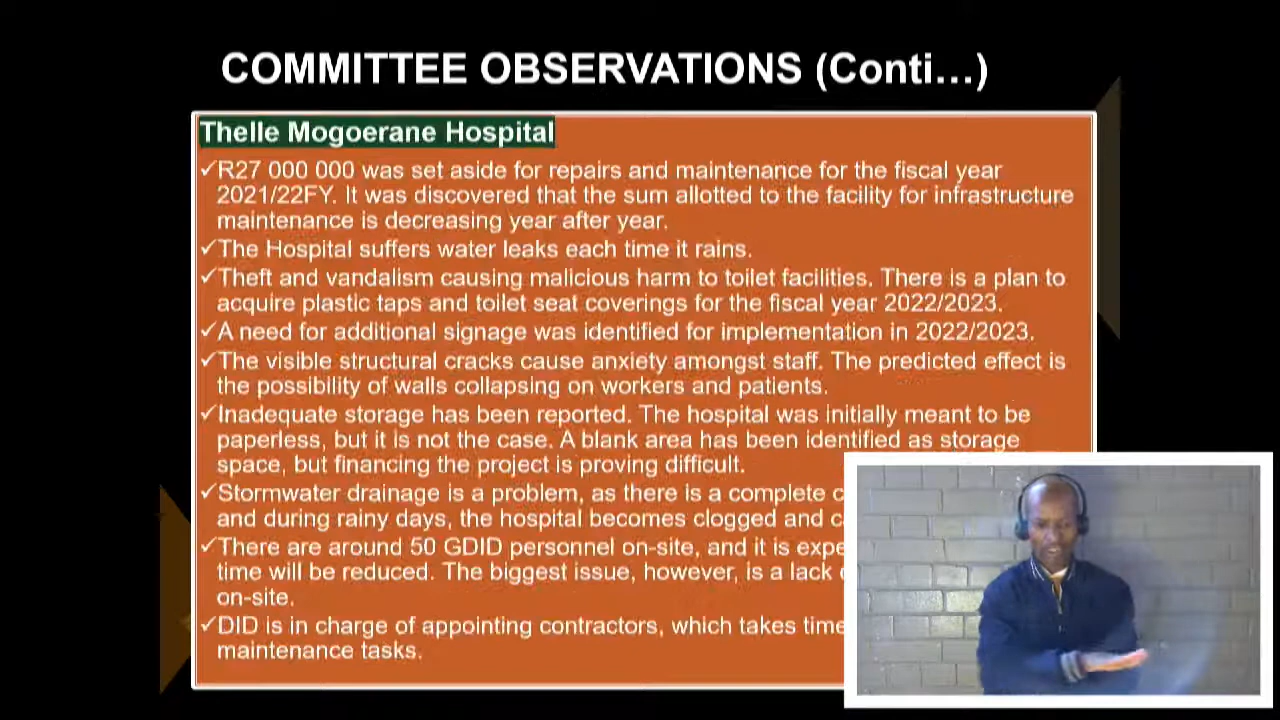 COMMITTEE OBSERVATIONS (Conti…)
Thelle Mogoerane Hospital
✓R27 000 000 was set aside for repairs and maintenance for the fiscal year
2021/22FY. It was discovered that the sum allotted to the facility for infrastructure
maintenance is decreasing year after year.
✓The Hospital suffers water leaks each time it rains.
✓Theft and vandalism causing malicious harm to toilet facilities. There is a plan to
acquire plastic taps and toilet seat coverings for the fiscal year 2022/2023.
✓A need for additional signage was identified for implementation in 2022/2023.
✓The visible structural cracks cause anxiety amongst staff. The predicted effect is
the possibility of walls collapsing on workers and patients.
✓Inadequate storage has been reported. The hospital was initially meant to be
paperless, but it is not the case. A blank area has been identified as storage
space, but financing the project is proving difficult.
✓Stormwater drainage is a problem, as there is a complete
and during rainy days, the hospital becomes clogged and
✓There are around 50 GDID personnel on-site, and it is
time will be reduced. The biggest issue, however, is a lack
on-site.
✓DID is in charge of appointing contractors, which takes time
maintenance tasks.